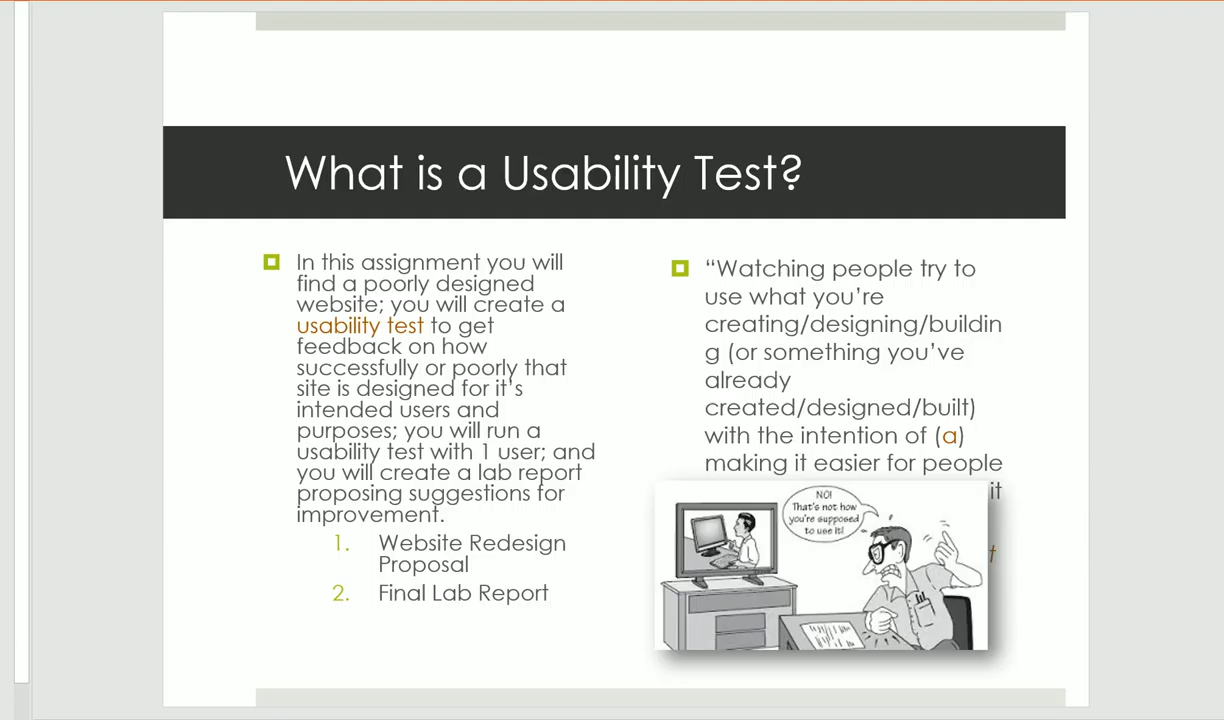 What is a Usability Test?
In this assignment you will
find a poorly designed
website; you will create a
usability test to get
feedback on how
successfully or poorly that
site is designed for it's
intended users and
purposes; you will run a
usability test with 1 user; and
you will create a lab report
proposing suggestions for
improvement.
1. Website Redesign
Proposal
2. Final Lab Report
“Watching people try to
use what you’re
creating/designing/buildin
g (or something you’ve
already
created/designed/built)
with the intention of (a)
making it easier for people
it
NO!
That's not how
you're supposed
to use it!